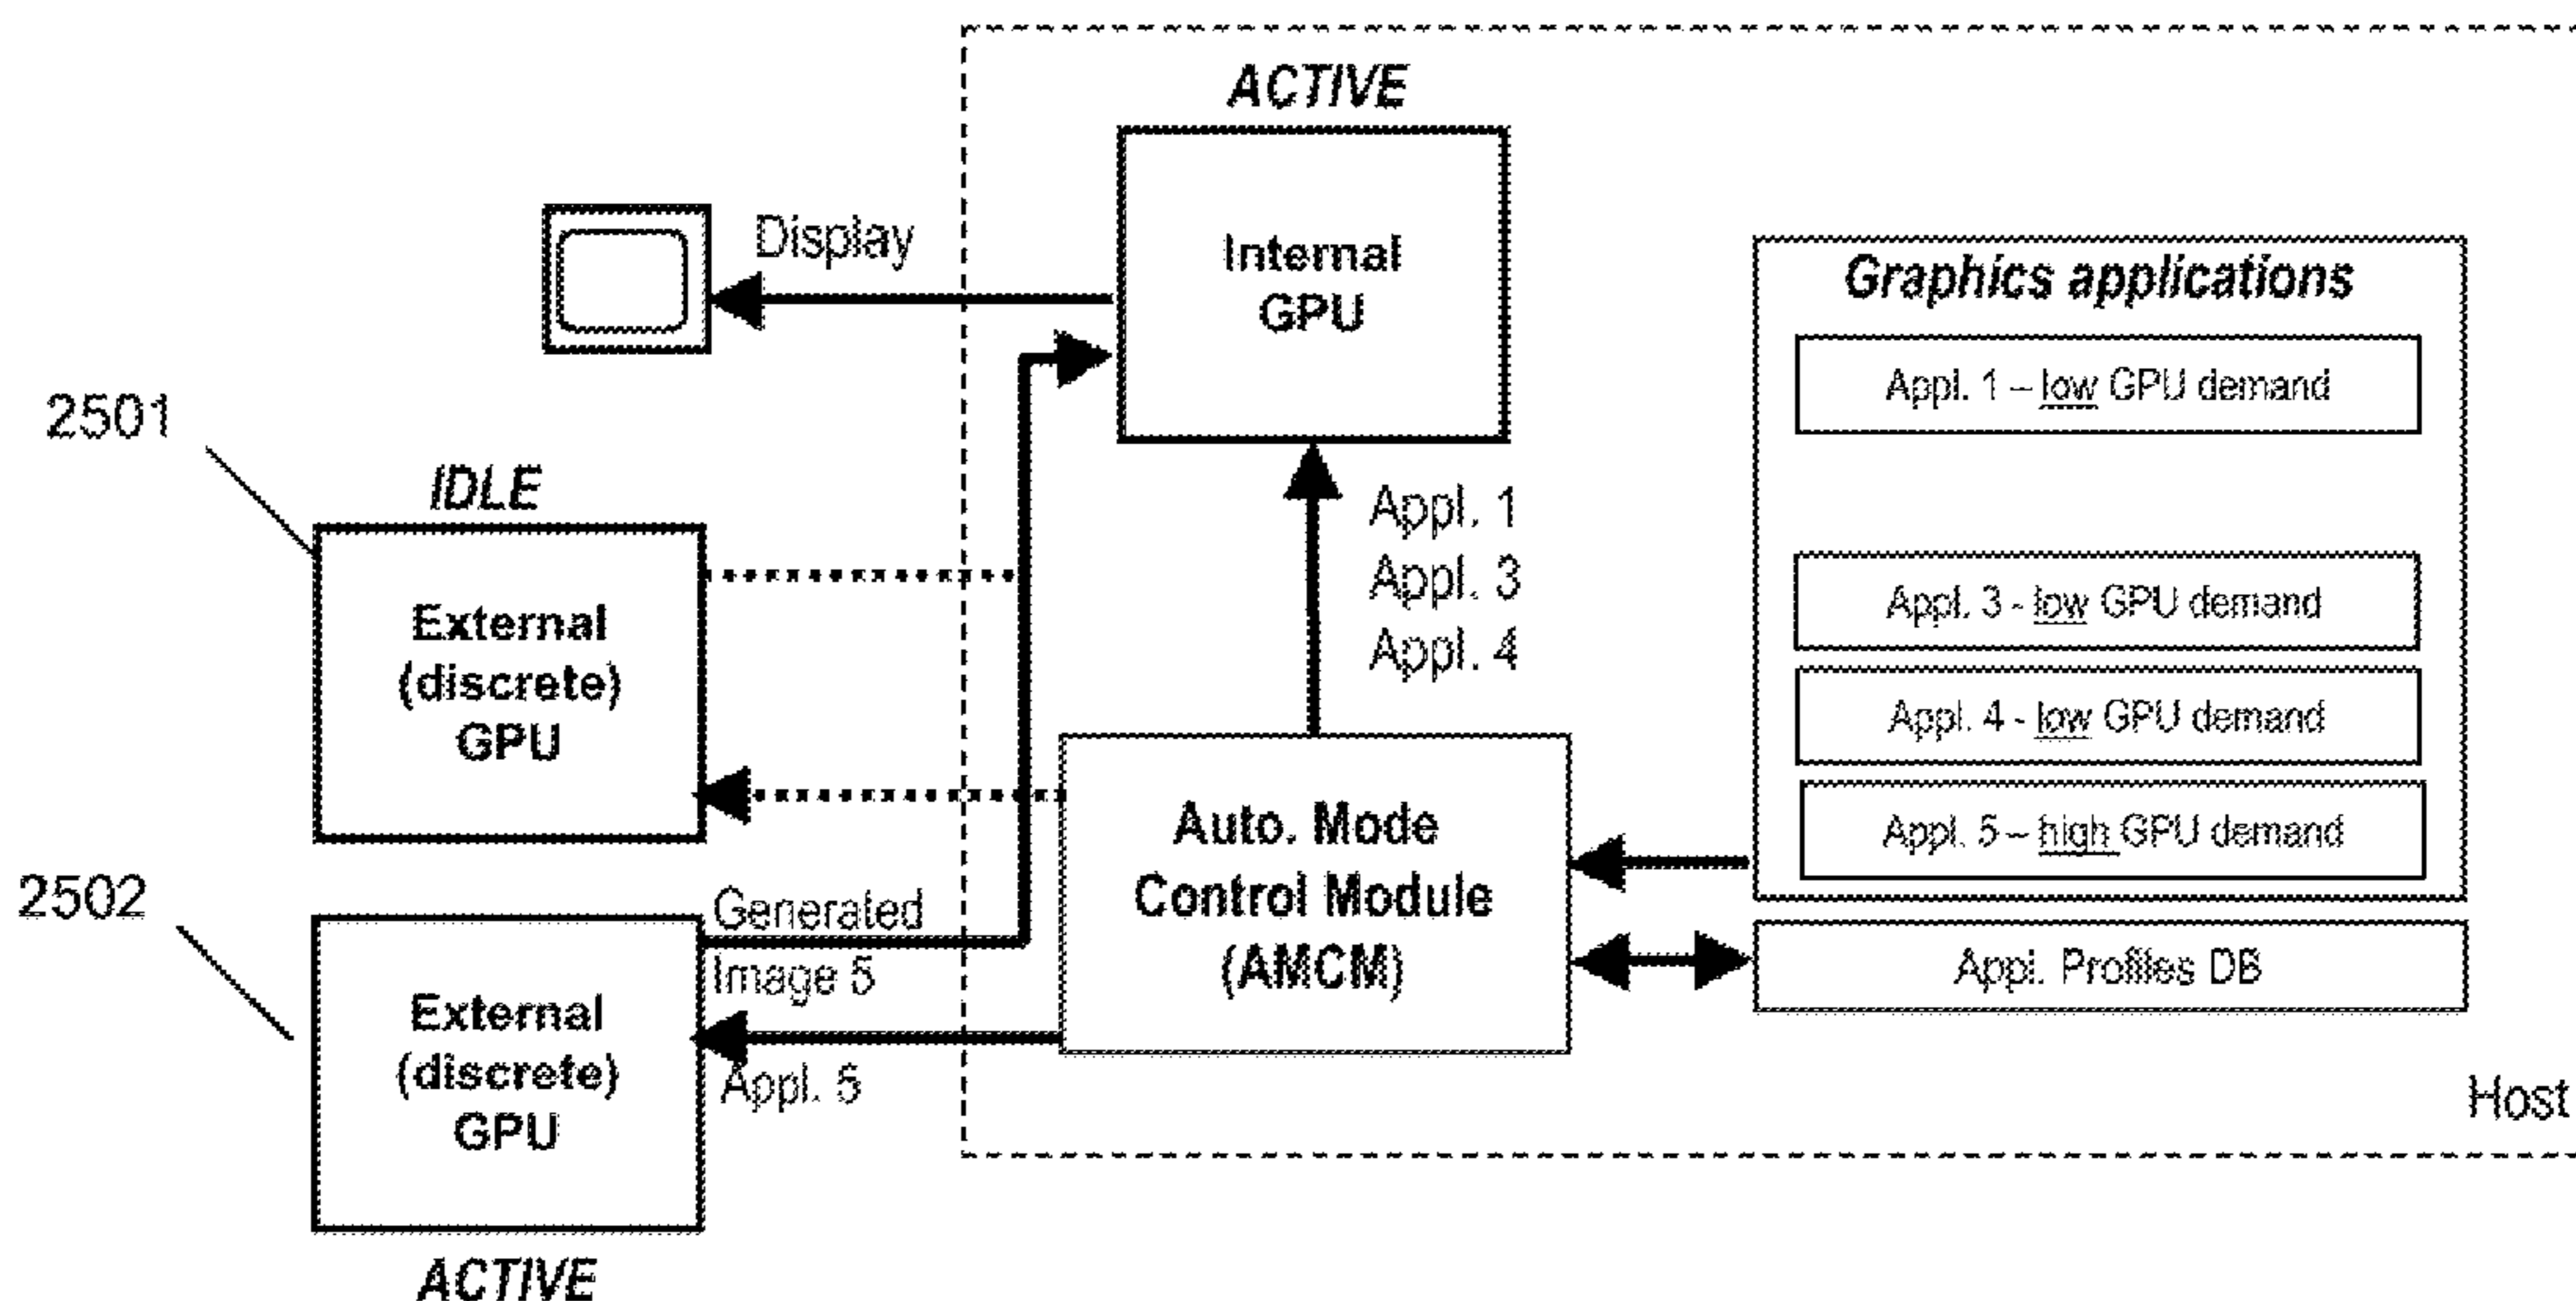 ACTIVE
Internal
GPU
Display
Graphics applications
Appl. 1 – low GPU demand
Appl. 3 - low GPU demand
Appl. 4 - low GPU demand
Appl. 5 – high GPU demand
Appl. 1
Appl. 3
Appl. 4
2501
IDLE
External
(discrete)
GPU
Auto. Mode
Control Module
(AMCM)
Appl. Profiles DB
2502
Generated
Image 5
Appl. 5
External
(discrete)
GPU
ACTIVE
Host